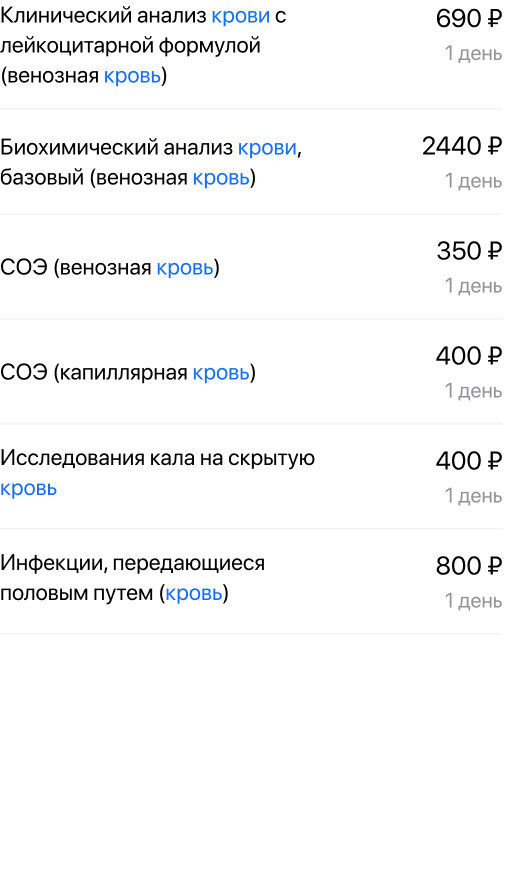 Клинический анализ крови с
лейкоцитарной формулой
(венозная кровь)
690 ₽
1 день
Биохимический анализ крови,
базовый (венозная кровь)
2440 ₽
1 день
СОЭ (венозная кровь)
350 ₽
1 день
СОЭ (капиллярная кровь)
400 ₽
1 день
Исследования кала на скрытую
кровь
400 ₽
1 день
Инфекции, передающиеся
половым путем (кровь)
800 ₽
1 день